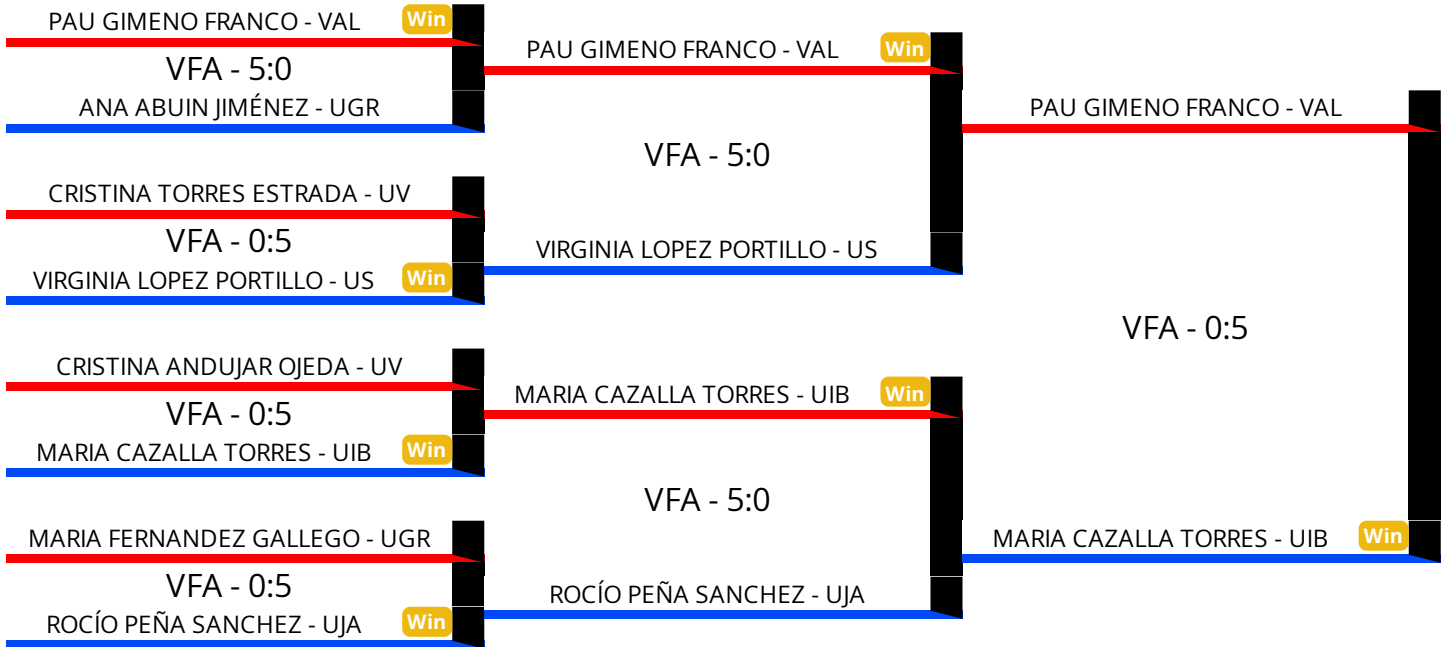 PAU GIMENO FRANCO - VAL Win
VFA - 5:0
ANA ABUIN JIMÉNEZ - UGR
CRISTINA TORRES ESTRADA - UV
VFA - 0:5
VIRGINIA LOPEZ PORTILLO - US Win
CRISTINA ANDUJAR OJEDA - UV
VFA - 0:5
MARIA CAZALLA TORRES - UIB Win
MARIA FERNANDEZ GALLEGO - UGR
VFA - 0:5
ROCÍO PEÑA SANCHEZ - UJA Win
PAU GIMENO FRANCO - VAL Win
VFA - 5:0
VIRGINIA LOPEZ PORTILLO - US
MARIA CAZALLA TORRES - UIB Win
VFA - 5:0
ROCÍO PEÑA SANCHEZ - UJA
PAU GIMENO FRANCO - VAL
VFA - 0:5
MARIA CAZALLA TORRES - UIB Win